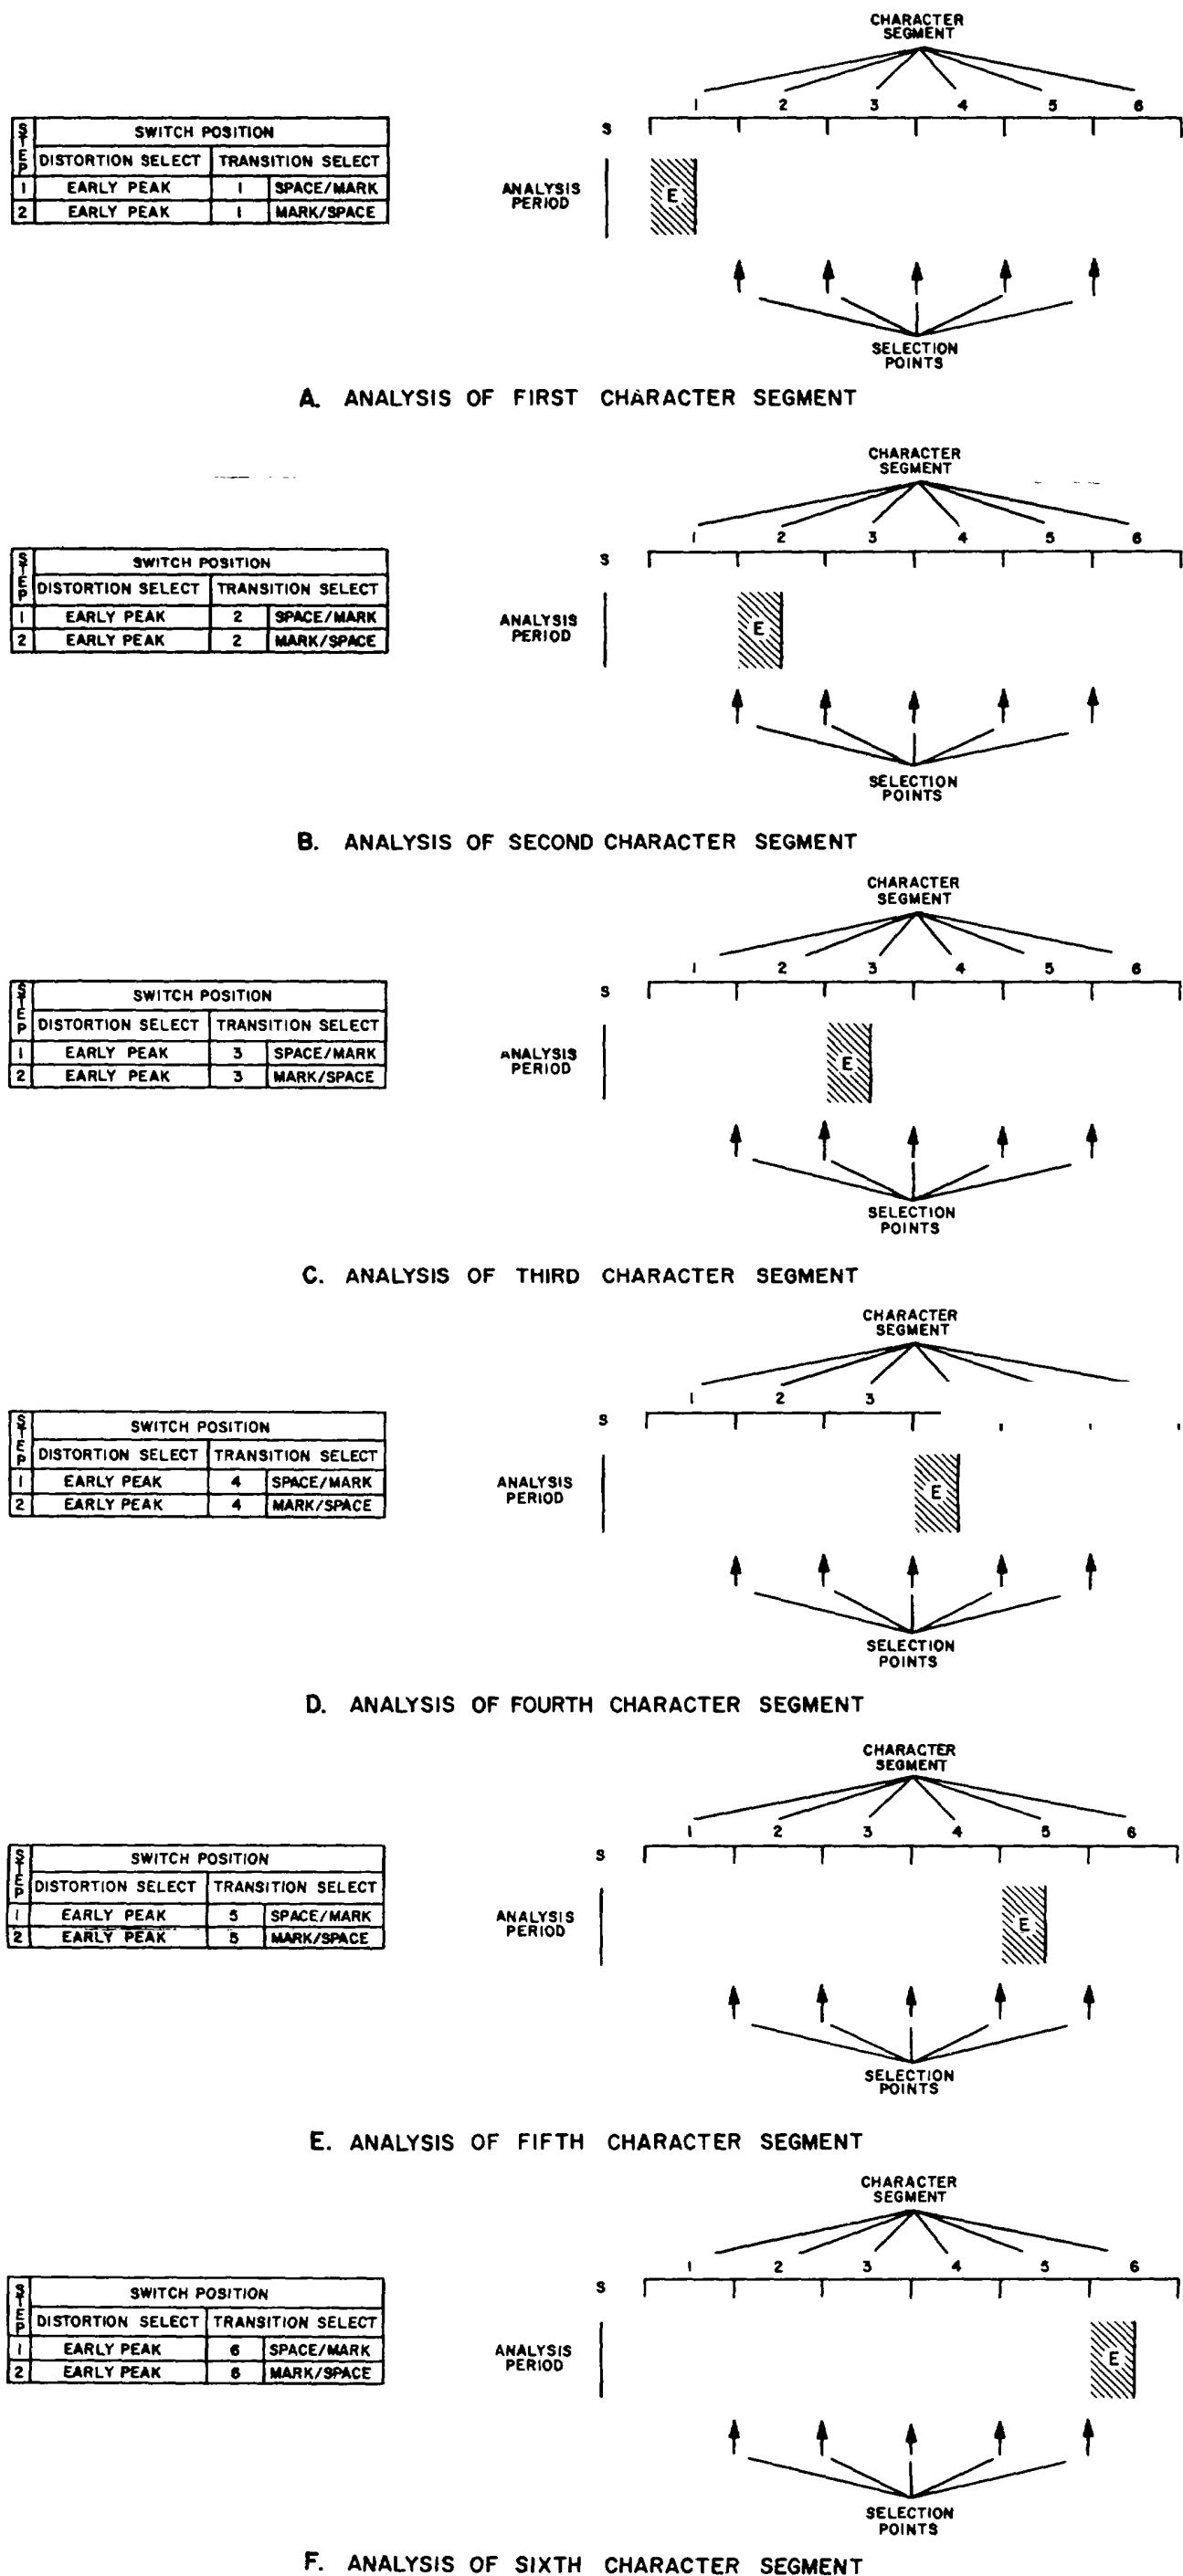 CHARACTER
SEGMENT
1 2 3 4 5 6
STEP SWITCH POSITION
DISTORTION SELECT TRANSITION SELECT
1 EARLY PEAK 1 SPACE/MARK
2 EARLY PEAK 1 MARK/SPACE
S
ANALYSIS
PERIOD
E
SELECTION
POINTS
A. ANALYSIS OF FIRST CHARACTER SEGMENT
CHARACTER
SEGMENT
1 2 3 4 5 6
STEP SWITCH POSITION
DISTORTION SELECT TRANSITION SELECT
1 EARLY PEAK 2 SPACE/MARK
2 EARLY PEAK 2 MARK/SPACE
S
ANALYSIS
PERIOD
E
SELECTION
POINTS
B. ANALYSIS OF SECOND CHARACTER SEGMENT
CHARACTER
SEGMENT
1 2 3 4 5 6
STEP SWITCH POSITION
DISTORTION SELECT TRANSITION SELECT
1 EARLY PEAK 3 SPACE/MARK
2 EARLY PEAK 3 MARK/SPACE
S
ANALYSIS
PERIOD
E
SELECTION
POINTS
C. ANALYSIS OF THIRD CHARACTER SEGMENT
CHARACTER
SEGMENT
1 2 3
STEP SWITCH POSITION
DISTORTION SELECT TRANSITION SELECT
1 EARLY PEAK 4 SPACE/MARK
2 EARLY PEAK 4 MARK/SPACE
S
ANALYSIS
PERIOD
E
SELECTION
POINTS
D. ANALYSIS OF FOURTH CHARACTER SEGMENT
CHARACTER
SEGMENT
1 2 3 4 5 6
STEP SWITCH POSITION
DISTORTION SELECT TRANSITION SELECT
1 EARLY PEAK 5 SPACE/MARK
2 EARLY PEAK 5 MARK/SPACE
S
ANALYSIS
PERIOD
E
SELECTION
POINTS
E. ANALYSIS OF FIFTH CHARACTER SEGMENT
CHARACTER
SEGMENT
1 2 3 4 5 6
STEP SWITCH POSITION
DISTORTION SELECT TRANSITION SELECT
1 EARLY PEAK 6 SPACE/MARK
2 EARLY PEAK 6 MARK/SPACE
S
ANALYSIS
PERIOD
E
SELECTION
POINTS
F. ANALYSIS OF SIXTH CHARACTER SEGMENT